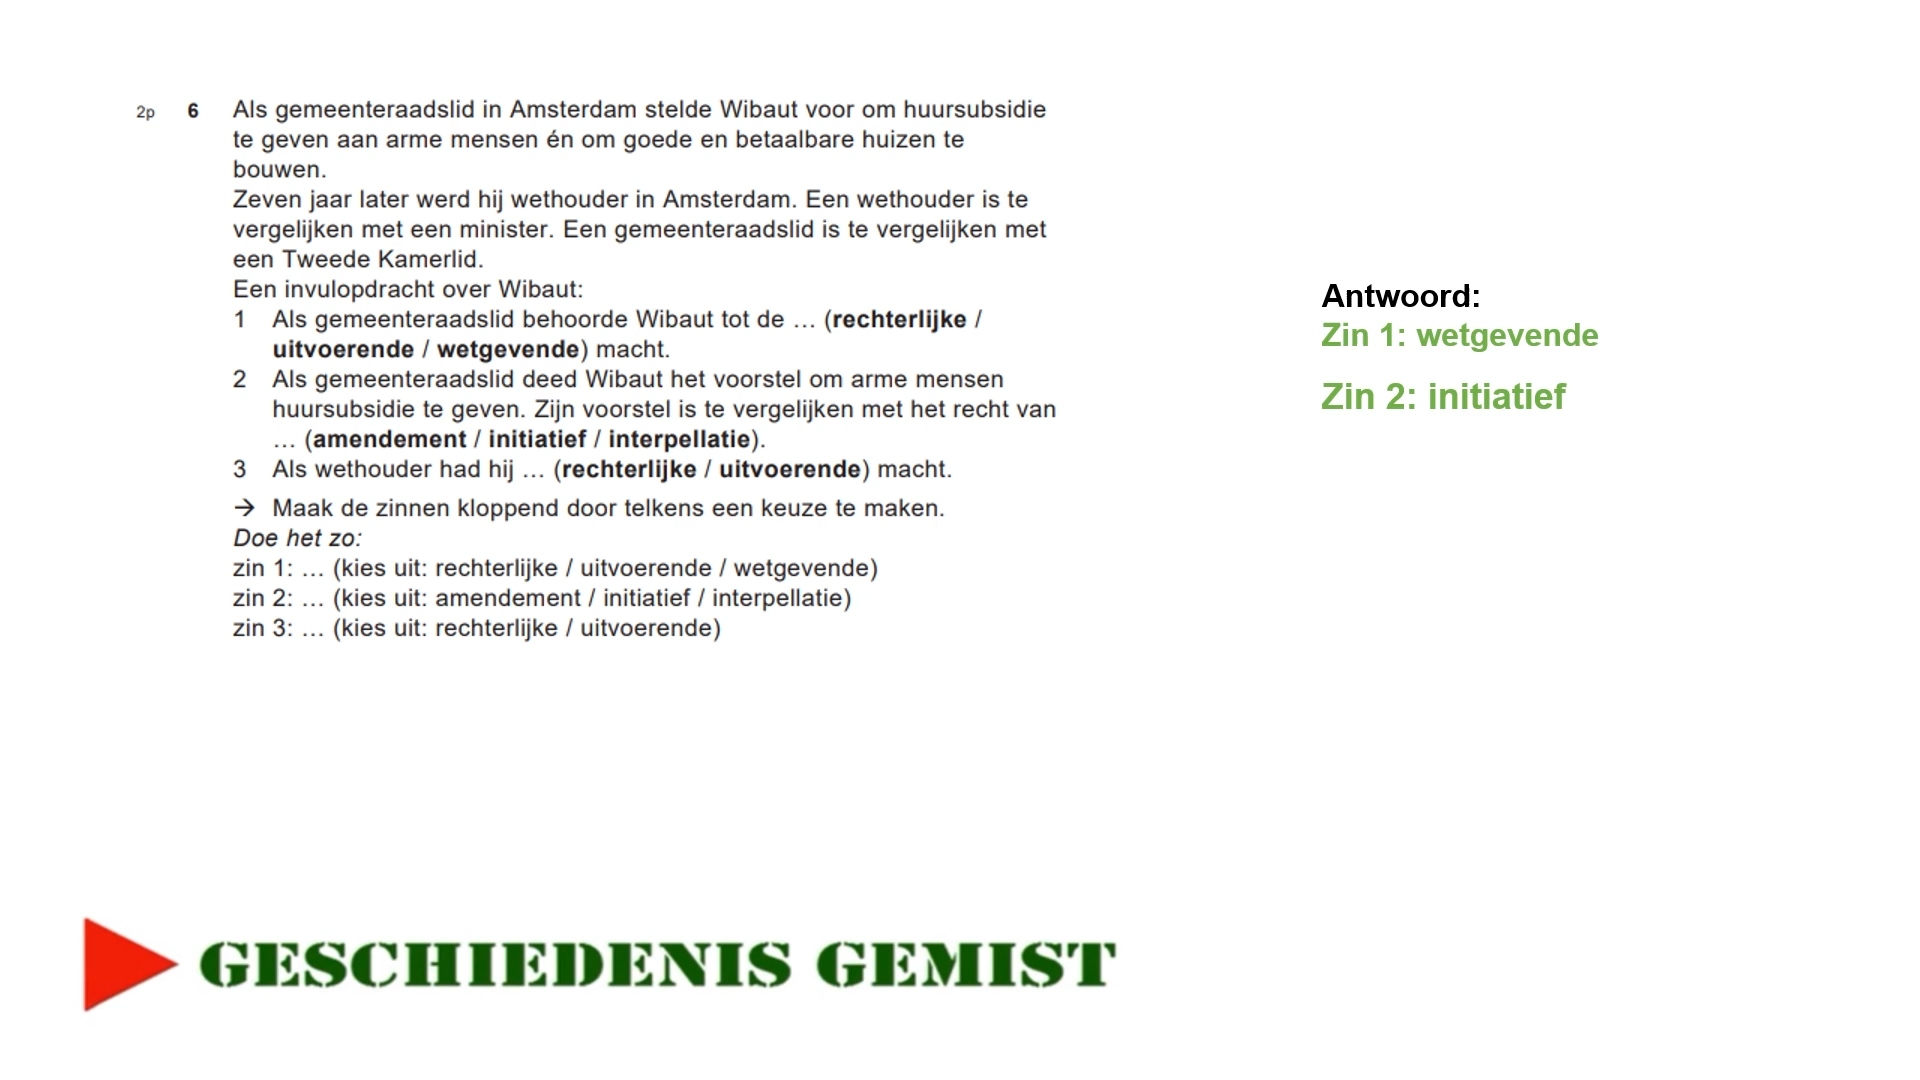 2p 6 Als gemeenteraadslid in Amsterdam stelde Wibaut voor om huursubsidie
te geven aan arme mensen én om goede en betaalbare huizen te
bouwen.
Zeven jaar later werd hij wethouder in Amsterdam. Een wethouder is te
vergelijken met een minister. Een gemeenteraadslid is te vergelijken met
een Tweede Kamerlid.
Een invulopdracht over Wibaut:
1 Als gemeenteraadslid behoorde Wibaut tot de … (rechterlijke /
uitvoerende / wetgevende) macht.
2 Als gemeenteraadslid deed Wibaut het voorstel om arme mensen
huursubsidie te geven. Zijn voorstel is te vergelijken met het recht van
… (amendement / initiatief / interpellatie).
3 Als wethouder had hij … (rechterlijke / uitvoerende) macht.
→ Maak de zinnen kloppend door telkens een keuze te maken.
Doe het zo:
zin 1: … (kies uit: rechterlijke / uitvoerende / wetgevende)
zin 2: … (kies uit: amendement / initiatief / interpellatie)
zin 3: … (kies uit: rechterlijke / uitvoerende)
Antwoord:
Zin 1: wetgevende
Zin 2: initiatief
GESCHIEDENIS GEMIST